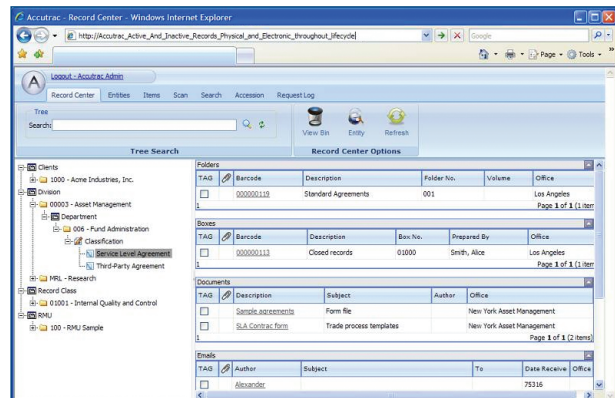 Accutrac - Record Center - Windows Internet Explorer
http://Accutrac_Active_And_Inactive_Records_Physical_and_Electronic_throughout_lifecycle
Google
Page Tools
Logout - Accutrac Admin
Record Center Entities Items Scan Search Accession Request Log
Tree
Search:
View Bin Entity Refresh
Tree Search Record Center Options
Clients
1000 - Acme Industries, Inc.
Division
00003 - Asset Management
Department
006 - Fund Administration
Classification
Service Level Agreement
Third-Party Agreement
MRL - Research
Record Class
01001 - Internal Quality and Control
RMU
100 - RMU Sample
Folders
TAG Barcode Description Folder No. Volume Office
000000119 Standard Agreements 001 Los Angeles
1 Page 1 of 1 (1 item
Boxes
TAG Barcode Description Box No. Prepared By Office
000000113 Closed records 01000 Smith, Alice Los Angeles
1 Page 1 of 1 (1 item
Documents
TAG Description Subject Author Office
Sample agreements Form file New York Asset Management
SLA Contrac form Trade process templates New York Asset Management
1 Page 1 of 1 (2 items)
Emails
TAG Author Subject To Date Receive Office
Alexander 75316